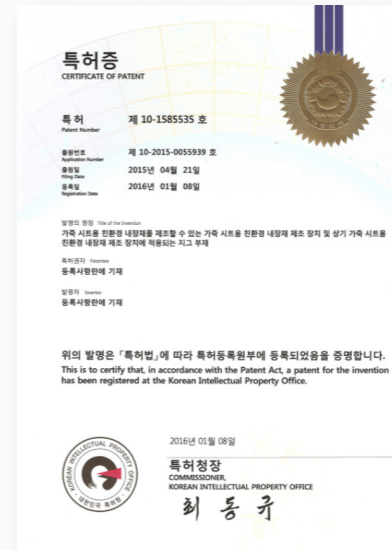 특허증
CERTIFICATE OF PATENT
특 허 제 10-1585535 호
Patent Number
출원번호 제 10-2015-0055939 호
Application Number
출원일 2015년 04월 21일
Filing Date
등록일 2016년 01월 08일
Registration Date
발명의 명칭 Title of the Invention
가죽 시트용 친환경 내장재를 제조할 수 있는 가죽 시트용 친환경 내장재 제조 장치 및 상기 가죽 시트용
친환경 내장재 제조 장치에 적용되는 지그 부재
특허권자 Patentee
등록사항란에 기재
발명자 Inventor
등록사항란에 기재
위의 발명은 「특허법」에 따라 특허등록원부에 등록되었음을 증명합니다.
This is to certify that, in accordance with the Patent Act, a patent for the invention
has been registered at the Korean Intellectual Property Office.
2016년 01월 08일
특허청장
COMMISSIONER,
KOREAN INTELLECTUAL PROPERTY OFFICE
최 동 규
KOREAN INTELLECTUAL PROPERTY OFFICE
대한민국 특허청